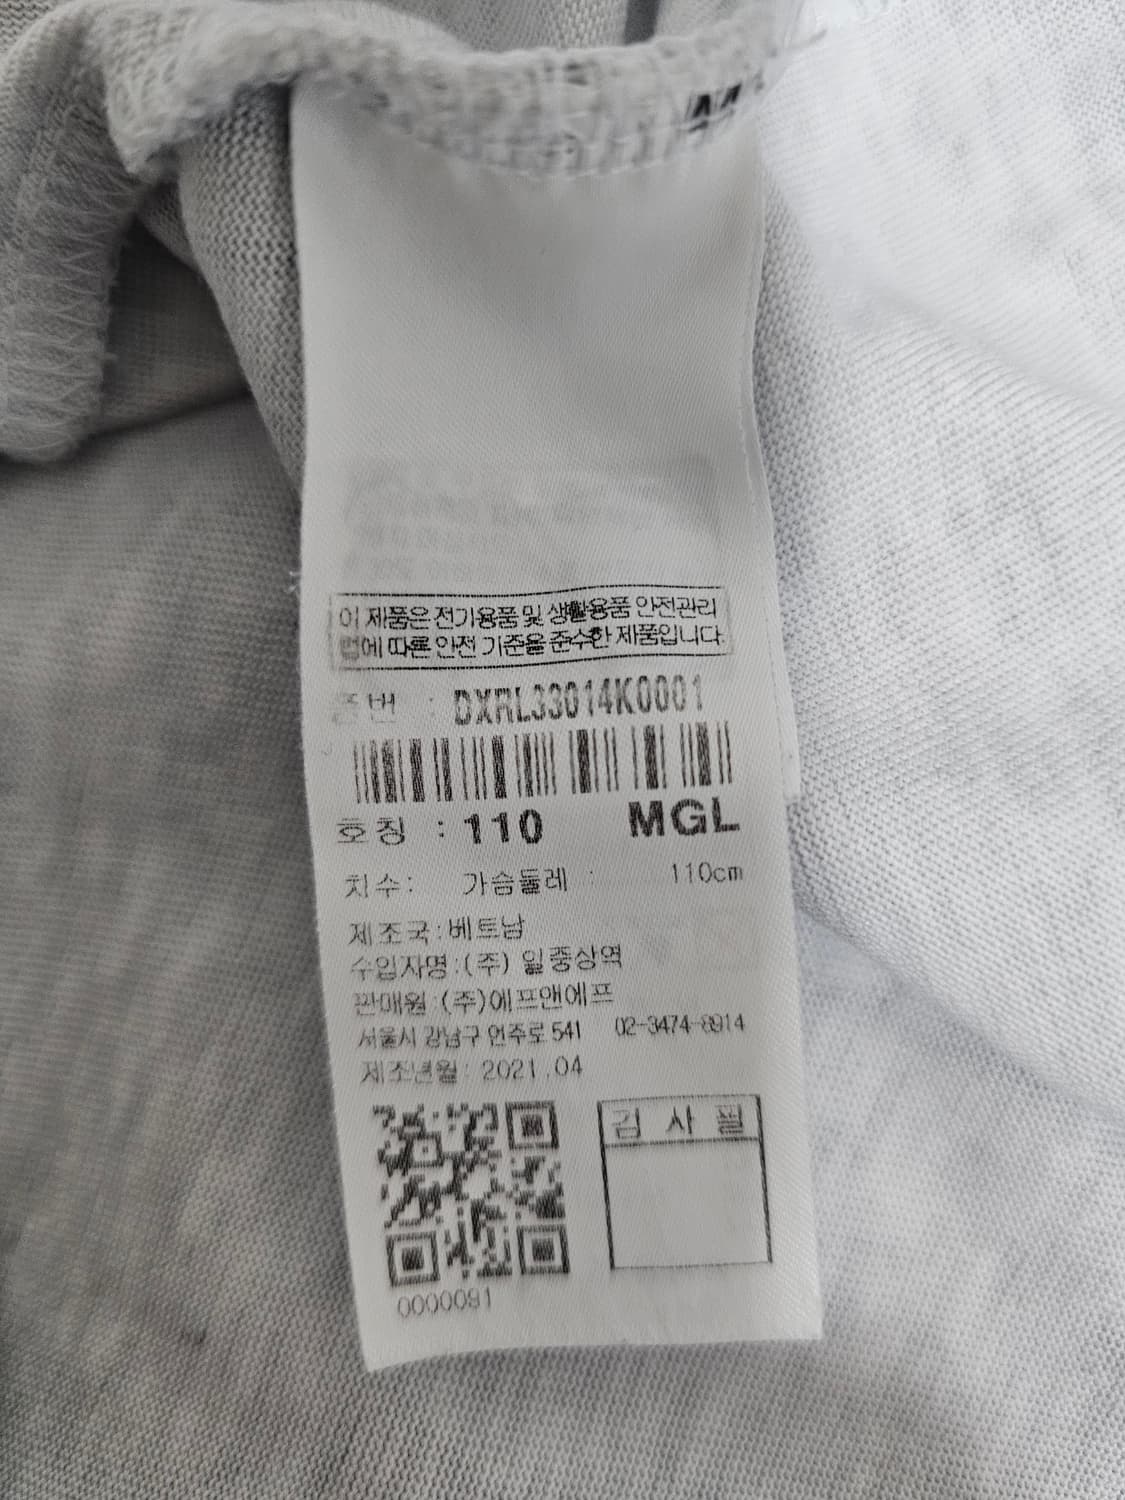 이 제품은 전기용품 및 생활용품 안전관리
법에 따른 안전 기준을 준수한 제품입니다.
품번 : DXRL33014K0001
호칭 : 110 MGL
치수: 가슴둘레 : 110cm
제조국:베트남
수입자명:(주) 일중상역
판매원:(주)에프앤에프
서울시 강남구 언주로 541 02-3474-8914
제조년월: 2021.04
검 사 필
0000091